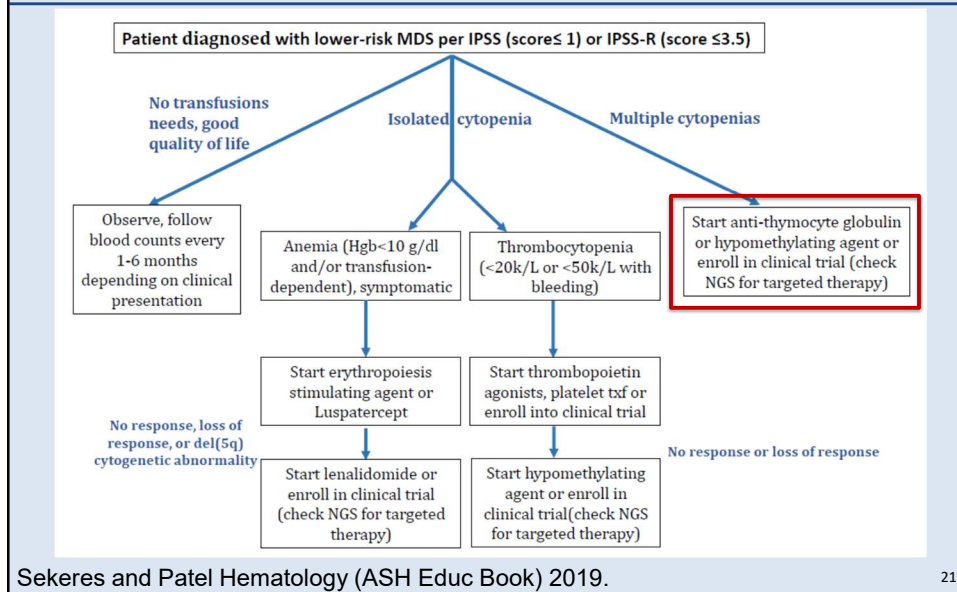 Patient diagnosed with lower-risk MDS per IPSS (score≤ 1) or IPSS-R (score ≤3.5)
No transfusions
needs, good
quality of life
Isolated cytopenia
Multiple cytopenias
Observe, follow
blood counts every
1-6 months
depending on clinical
presentation
Anemia (Hgb<10 g/dl
and/or transfusion-
dependent), symptomatic
Thrombocytopenia
(<20k/L or <50k/L with
bleeding)
Start anti-thymocyte globulin
or hypomethylating agent or
enroll in clinical trial (check
NGS for targeted therapy)
Start erythropoiesis
stimulating agent or
Luspatercept
Start thrombopoietin
agonists, platelet txf or
enroll into clinical trial
No response, loss of
response, or del(5q)
cytogenetic abnormality
No response or loss of response
Start lenalidomide or
enroll in clinical trial
(check NGS for targeted
therapy)
Start hypomethylating
agent or enroll in
clinical trial(check NGS
for targeted therapy)
Sekeres and Patel Hematology (ASH Educ Book) 2019.
21